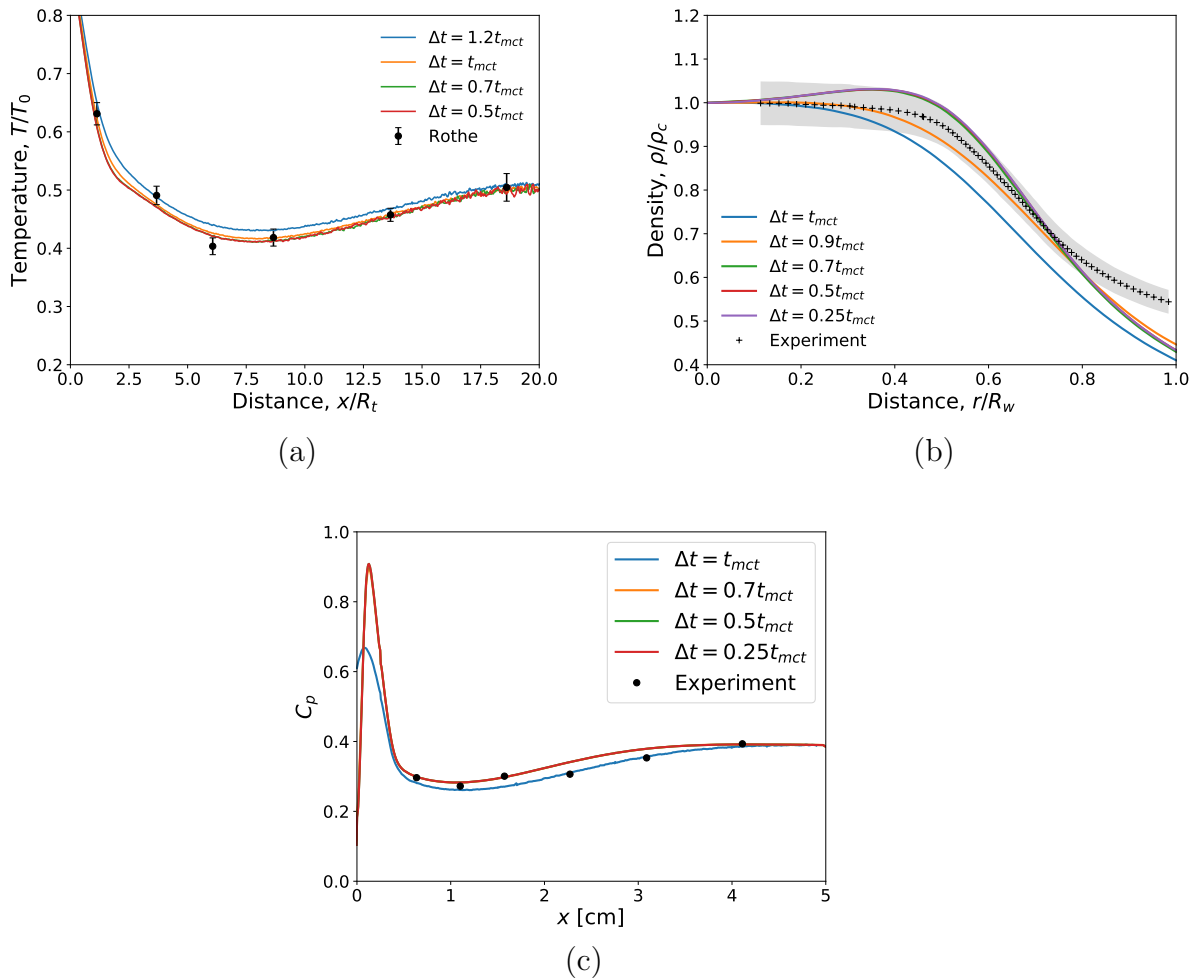 0.8
0.7
0.6
0.5
0.4
0.3
0.2
Temperature, T/T₀
0.0 2.5 5.0 7.5 10.0 12.5 15.0 17.5 20.0
Distance, x/Rₜ
Δt = 1.2t_mct
Δt = t_mct
Δt = 0.7t_mct
Δt = 0.5t_mct
Rothe
(a)
1.2
1.1
1.0
0.9
0.8
0.7
0.6
0.5
0.4
Density, ρ/ρ_c
0.0 0.2 0.4 0.6 0.8 1.0
Distance, r/R_w
Δt = t_mct
Δt = 0.9t_mct
Δt = 0.7t_mct
Δt = 0.5t_mct
Δt = 0.25t_mct
Experiment
(b)
1.0
0.8
0.6
0.4
0.2
0.0
C_p
0 1 2 3 4 5
x [cm]
Δt = t_mct
Δt = 0.7t_mct
Δt = 0.5t_mct
Δt = 0.25t_mct
Experiment
(c)